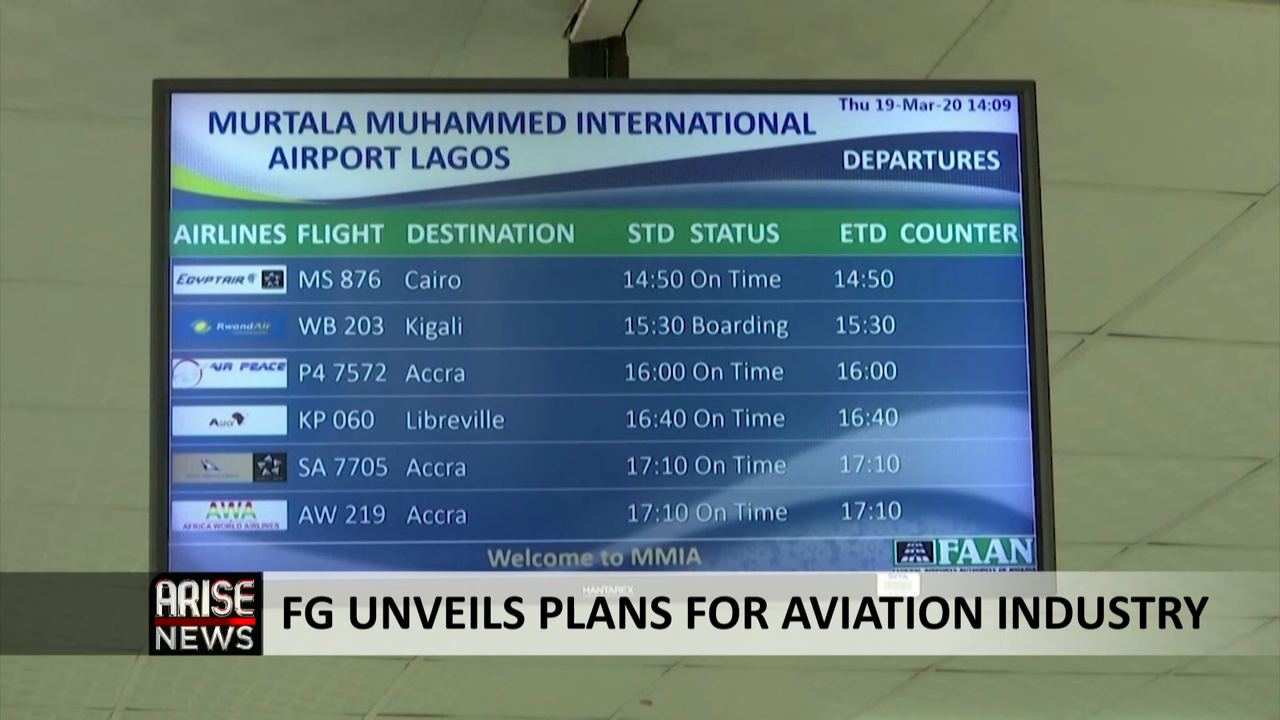 Thu 19-Mar-20 14:09
MURTALA MUHAMMED INTERNATIONAL
AIRPORT LAGOS
DEPARTURES
AIRLINES FLIGHT DESTINATION STD STATUS ETD COUNTER
EGYPTAIR MS 876 Cairo 14:50 On Time 14:50
RwandAir WB 203 Kigali 15:30 Boarding 15:30
AIR PEACE P4 7572 Accra 16:00 On Time 16:00
KP 060 Libreville 16:40 On Time 16:40
SA 7705 Accra 17:10 On Time 17:10
AWA
AFRICA WORLD AIRLINES
AW 219 Accra 17:10 On Time 17:10
Welcome to MMIA
FAAN
HANTAREX
ARISE
NEWS
FG UNVEILS PLANS FOR AVIATION INDUSTRY